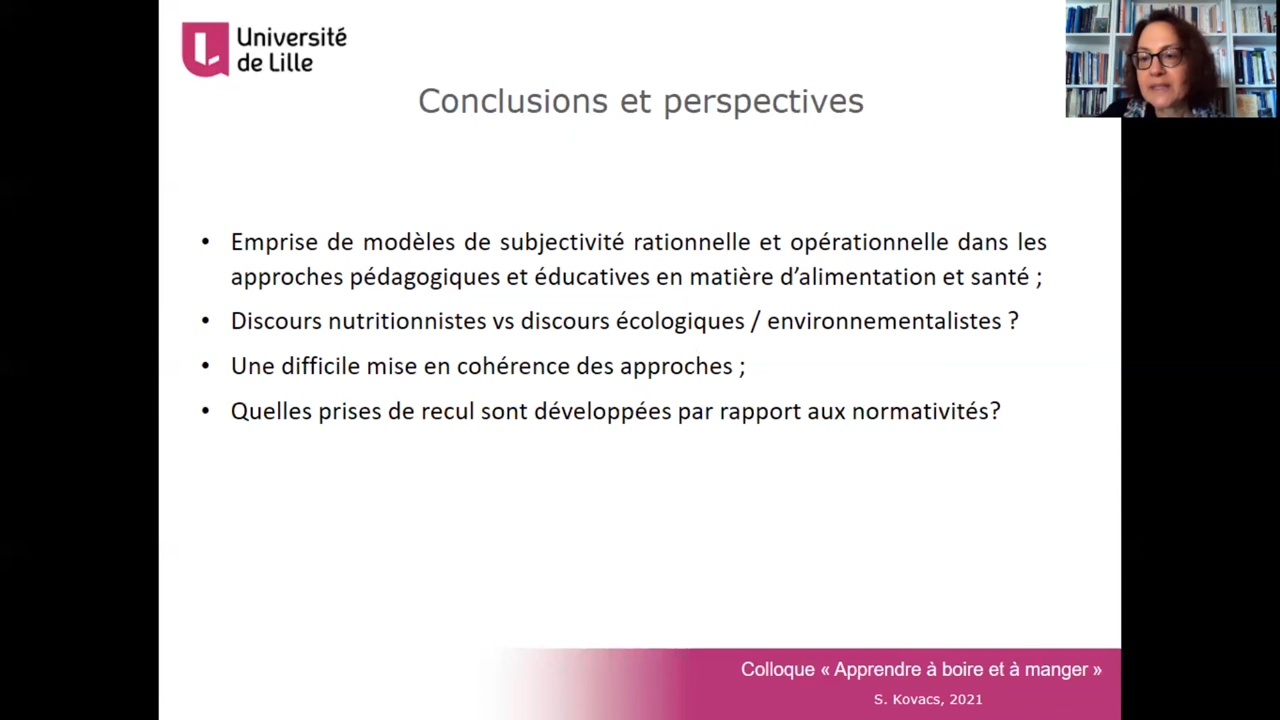 Université
de Lille
Conclusions et perspectives
• Emprise de modèles de subjectivité rationnelle et opérationnelle dans les
approches pédagogiques et éducatives en matière d’alimentation et santé ;
• Discours nutritionnistes vs discours écologiques / environnementalistes ?
• Une difficile mise en cohérence des approches ;
• Quelles prises de recul sont développées par rapport aux normativités?
Colloque « Apprendre à boire et à manger »
S. Kovacs, 2021